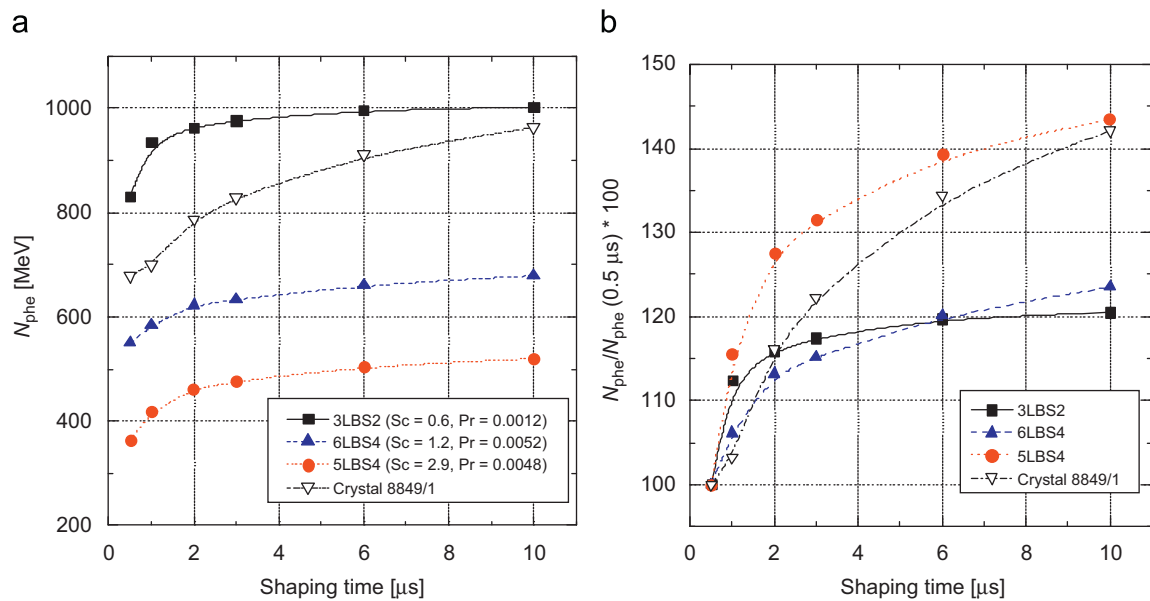 a
1000
800
600
400
200
N_phe [MeV]
0 2 4 6 8 10
Shaping time [μs]
3LBS2 (Sc = 0.6, Pr = 0.0012)
6LBS4 (Sc = 1.2, Pr = 0.0052)
5LBS4 (Sc = 2.9, Pr = 0.0048)
Crystal 8849/1
b
150
140
130
120
110
100
N_phe/N_phe (0.5 μs) * 100
0 2 4 6 8 10
Shaping time [μs]
3LBS2
6LBS4
5LBS4
Crystal 8849/1